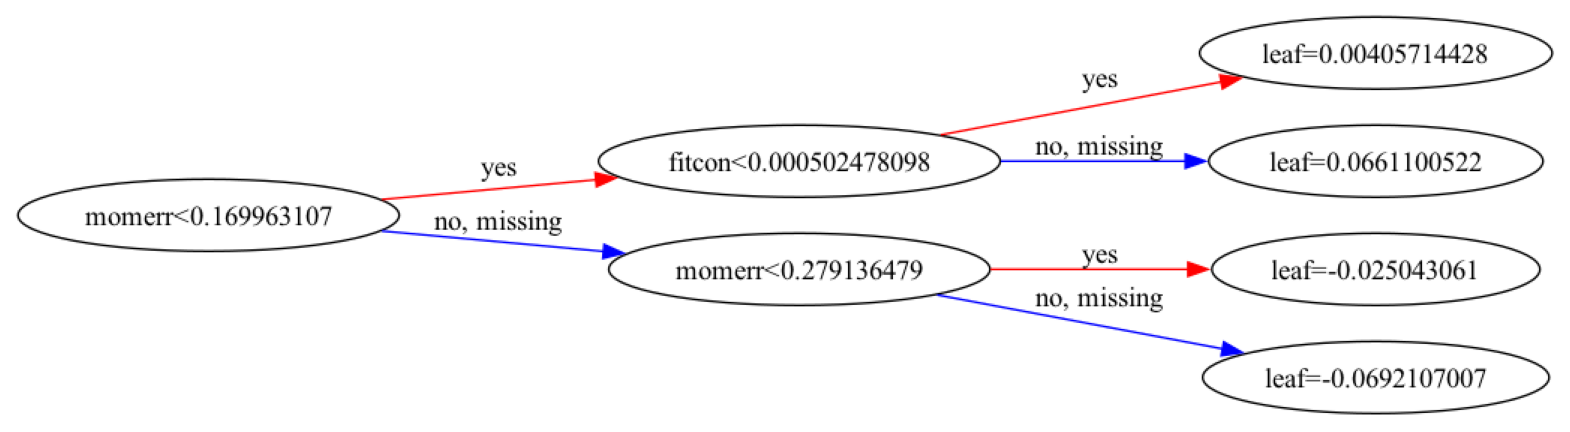 momerr<0.169963107
yes
no, missing
fitcon<0.000502478098
yes
no, missing
leaf=0.00405714428
leaf=0.0661100522
momerr<0.279136479
yes
no, missing
leaf=-0.025043061
leaf=-0.0692107007